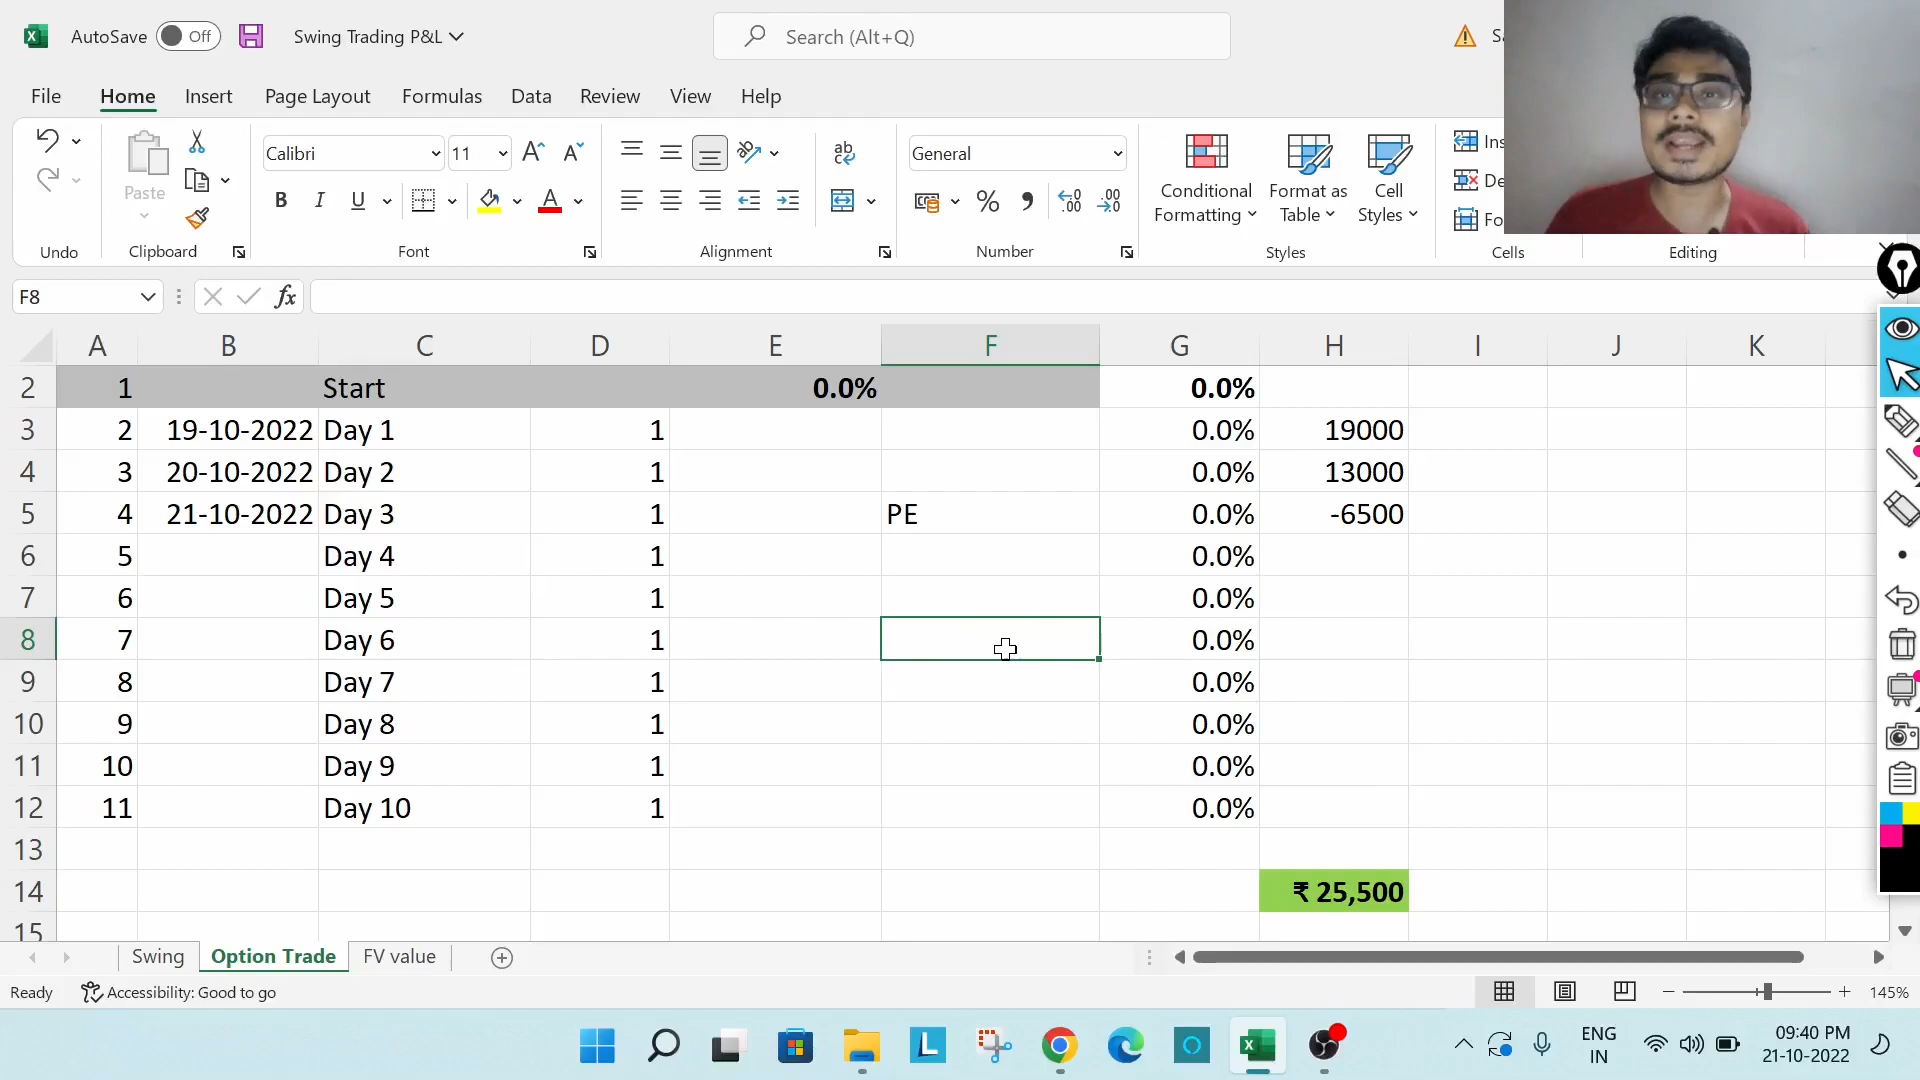 AutoSave Off Swing Trading P&L Search (Alt+Q)
File Home Insert Page Layout Formulas Data Review View Help
Calibri 11 General
Paste
B I U
ab
Conditional Formatting
Format as Table
Cell Styles
Undo Clipboard Font Alignment Number Styles Cells Editing
F8 fx
A B C D E F G H I J K
2 1 Start 0.0% 0.0%
3 2 19-10-2022 Day 1 1 0.0% 19000
4 3 20-10-2022 Day 2 1 0.0% 13000
5 4 21-10-2022 Day 3 1 PE 0.0% -6500
6 5 Day 4 1 0.0%
7 6 Day 5 1 0.0%
8 7 Day 6 1 0.0%
9 8 Day 7 1 0.0%
10 9 Day 8 1 0.0%
11 10 Day 9 1 0.0%
12 11 Day 10 1 0.0%
13
14 ₹ 25,500
15
Swing Option Trade FV value
Ready Accessibility: Good to go 145%
ENG 09:40 PM
IN 21-10-2022